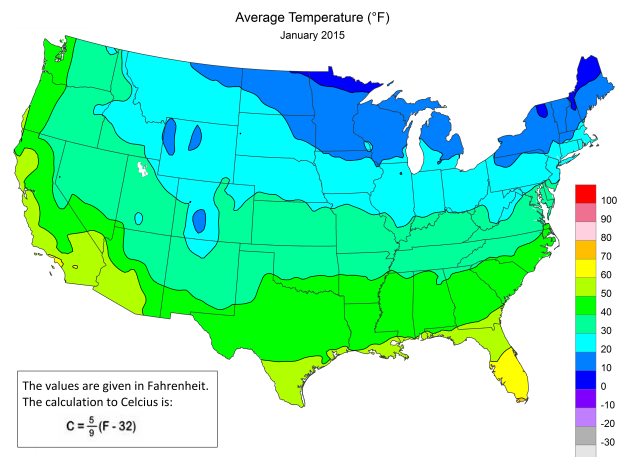 Average Temperature (°F)
January 2015
100
90
80
70
60
50
40
30
20
10
0
-10
-20
-30
The values are given in Fahrenheit.
The calculation to Celcius is:
C = 5/9 (F - 32)